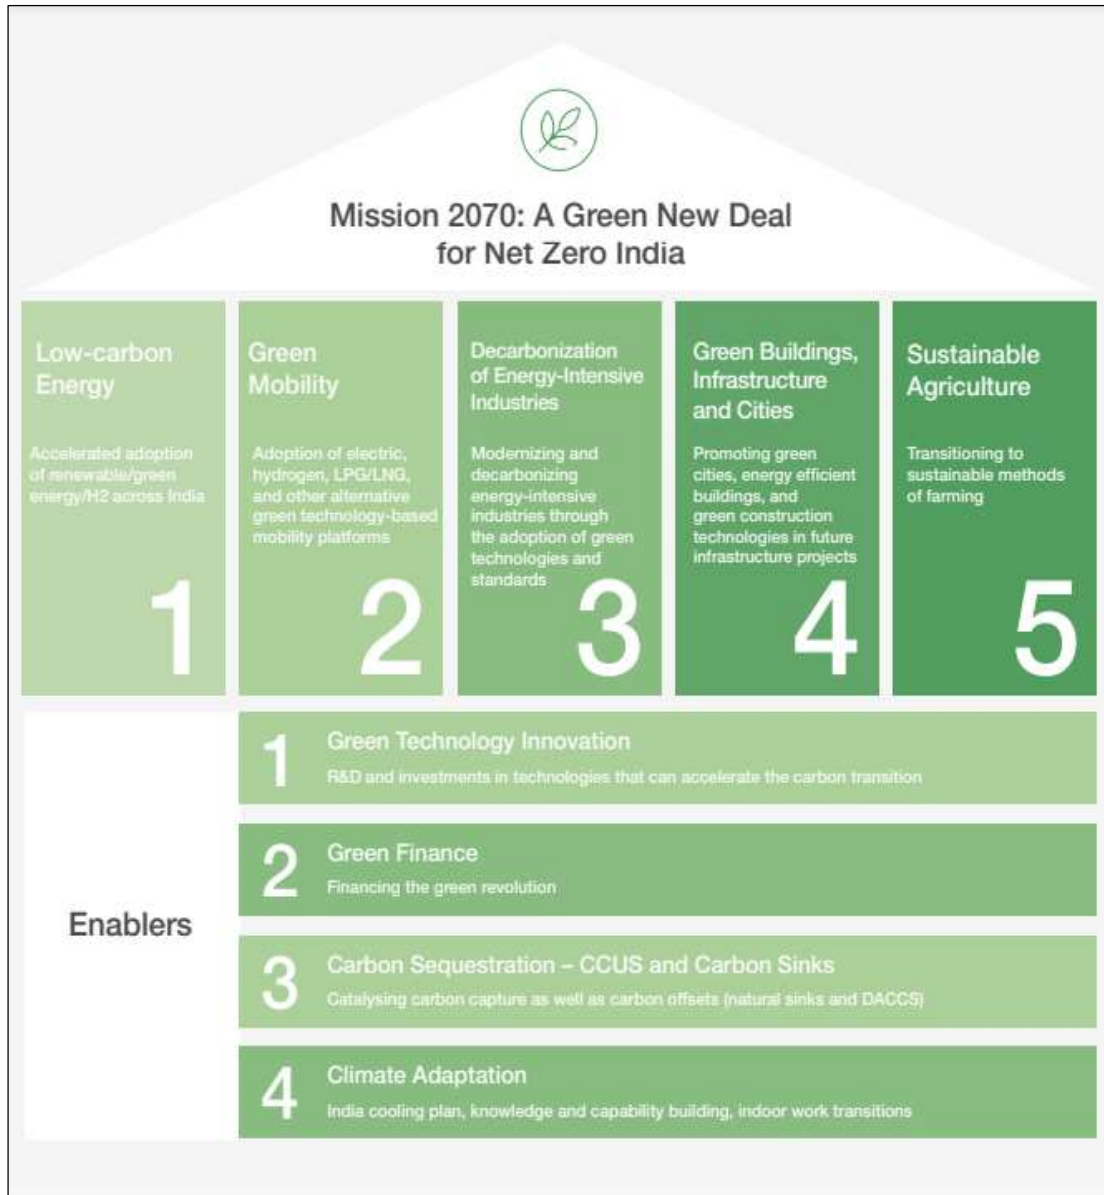 Mission 2070: A Green New Deal
for Net Zero India
Low-carbon
Energy
Accelerated adoption
of renewable/green
energy/H2 across India
1
Green
Mobility
Adoption of electric,
hydrogen, LPG/LNG,
and other alternative
green technology-based
mobility platforms
2
Decarbonization
of Energy-Intensive
Industries
Modernizing and
decarbonizing
energy-intensive
industries through
the adoption of green
technologies and
standards
3
Green Buildings,
Infrastructure
and Cities
Promoting green
cities, energy efficient
buildings, and
green construction
technologies in future
infrastructure projects
4
Sustainable
Agriculture
Transitioning to
sustainable methods
of farming
5
Enablers
1
Green Technology Innovation
R&D and investments in technologies that can accelerate the carbon transition
2
Green Finance
Financing the green revolution
3
Carbon Sequestration – CCUS and Carbon Sinks
Catalysing carbon capture as well as carbon offsets (natural sinks and DACCS)
4
Climate Adaptation
India cooling plan, knowledge and capability building, indoor work transitions